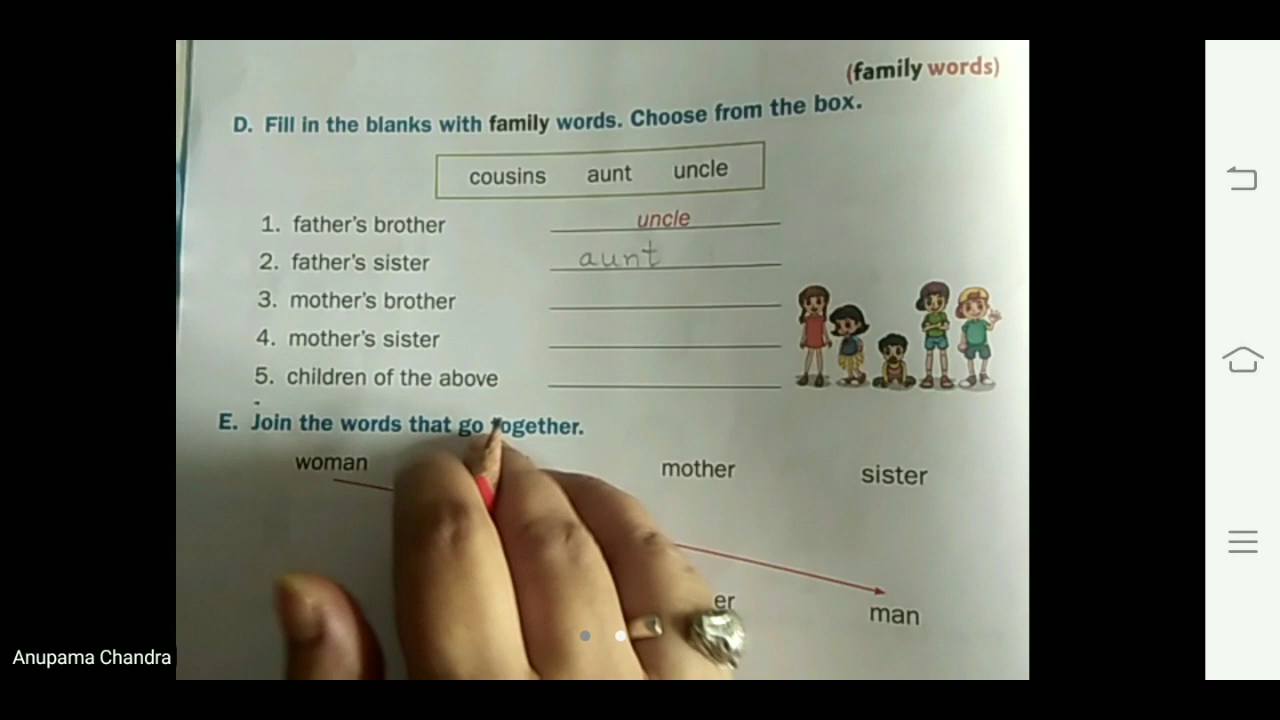 (family words)
D. Fill in the blanks with family words. Choose from the box.
cousins aunt uncle
1. father's brother uncle
2. father's sister aunt
3. mother's brother
4. mother's sister
5. children of the above
E. Join the words that go together.
woman mother sister
er man
Anupama Chandra